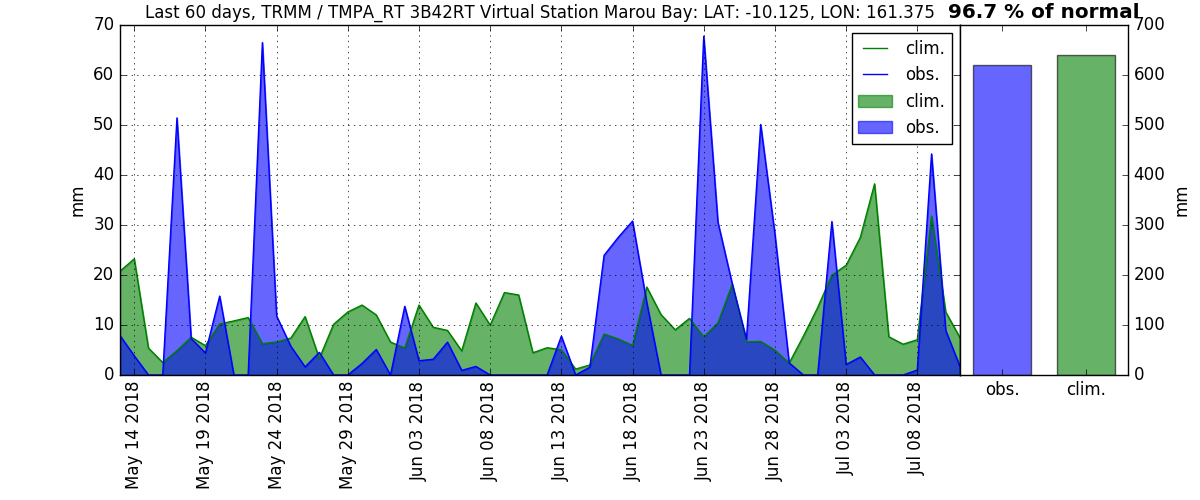 Last 60 days, TRMM / TMPA_RT 3B42RT Virtual Station Marou Bay: LAT: -10.125, LON: 161.375 96.7 % of normal
70
60
50
40
30
20
10
0
mm
clim.
obs.
clim.
obs.
May 14 2018
May 19 2018
May 24 2018
May 29 2018
Jun 03 2018
Jun 08 2018
Jun 13 2018
Jun 18 2018
Jun 23 2018
Jun 28 2018
Jul 03 2018
Jul 08 2018
700
600
500
400
300
200
100
0
mm
obs.
clim.